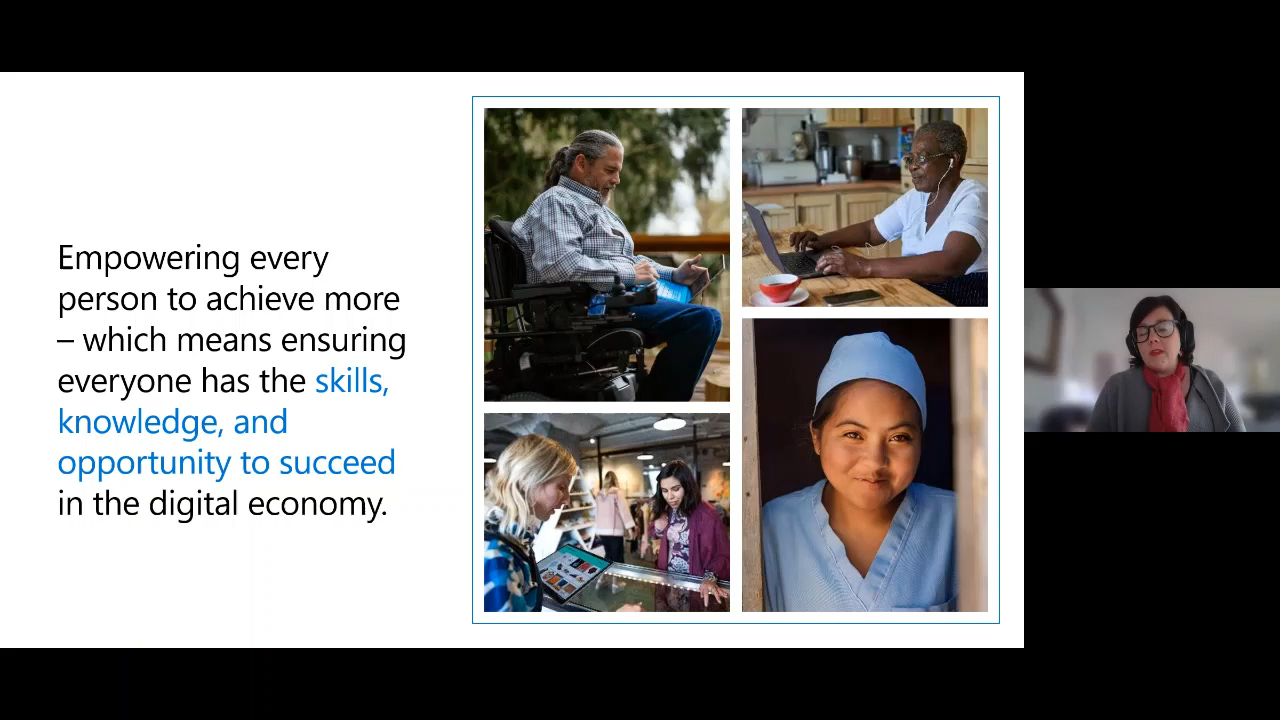 Empowering every
person to achieve more
– which means ensuring
everyone has the skills,
knowledge, and
opportunity to succeed
in the digital economy.